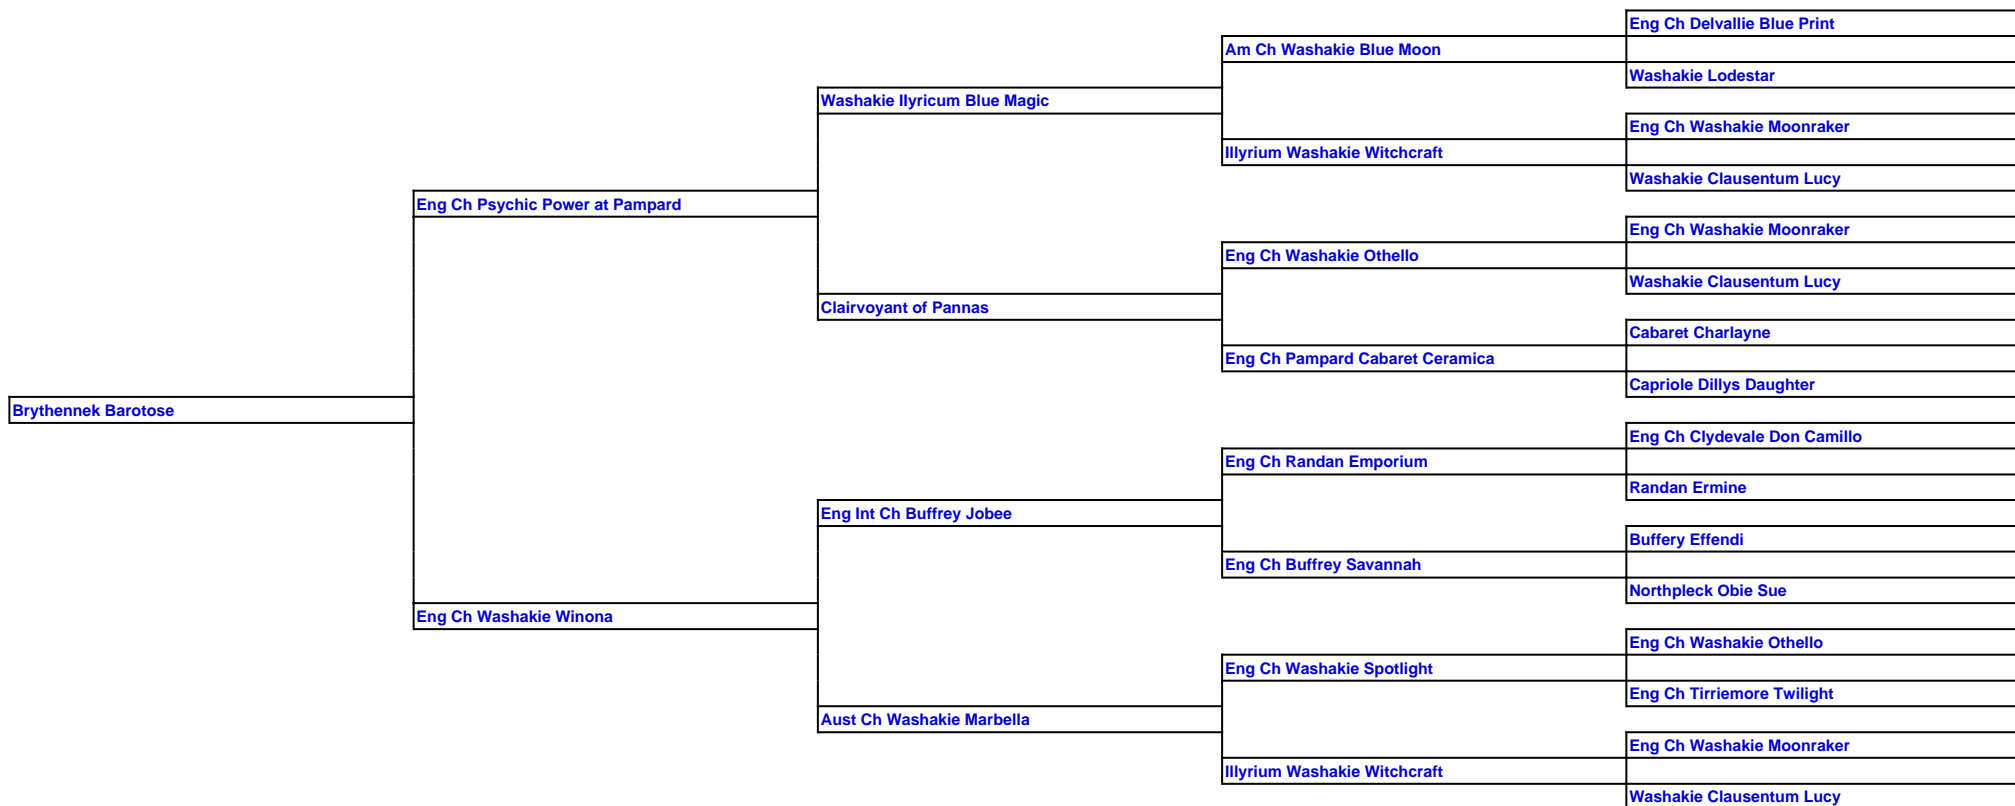 Eng Ch Delvallie Blue Print
Am Ch Washakie Blue Moon
Washakie Lodestar
Washakie Ilyricum Blue Magic
Eng Ch Washakie Moonraker
Illyrium Washakie Witchcraft
Washakie Clausentum Lucy
Eng Ch Psychic Power at Pampard
Eng Ch Washakie Moonraker
Eng Ch Washakie Othello
Washakie Clausentum Lucy
Clairvoyant of Pannas
Cabaret Charlayne
Eng Ch Pampard Cabaret Ceramica
Capriole Dillys Daughter
Brythennek Barotose
Eng Ch Clydevale Don Camillo
Eng Ch Randan Emporium
Randan Ermine
Eng Int Ch Buffrey Jobee
Buffery Effendi
Eng Ch Buffrey Savannah
Northpleck Obie Sue
Eng Ch Washakie Winona
Eng Ch Washakie Othello
Eng Ch Washakie Spotlight
Eng Ch Tirriemore Twilight
Aust Ch Washakie Marbella
Eng Ch Washakie Moonraker
Illyrium Washakie Witchcraft
Washakie Clausentum Lucy